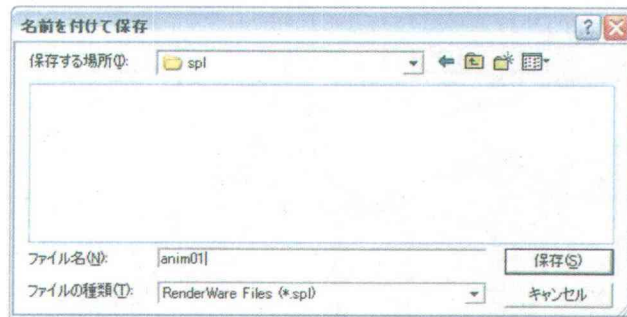 名前を付けて保存
保存する場所(I): spl
ファイル名(N): anim01
保存(S)
ファイルの種類(T): RenderWare Files (*.spl)
キャンセル